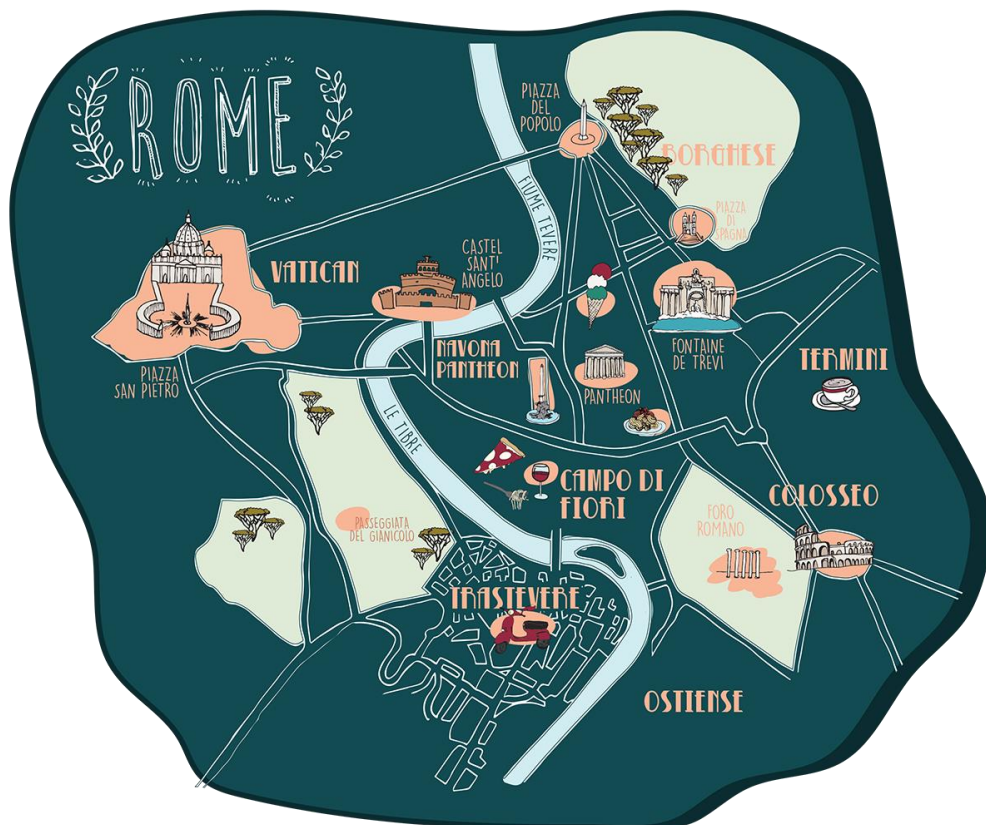 ROME
PIAZZA
DEL
POPOLO
BORGHESE
FIUME TEVERE
PIAZZA
DI
SPAGNA
CASTEL
SANT'
ANGELO
VATICAN
NAVONA
PANTHEON
FONTAINE
DE TREVI
TERMINI
PIAZZA
SAN PIETRO
PANTHEON
LE TIBRE
CAMPO DI
FIORI
COLOSSEO
FORO
ROMANO
PASSEGGIATA
DEL GIANICOLO
TRASTEVERE
OSTIENSE